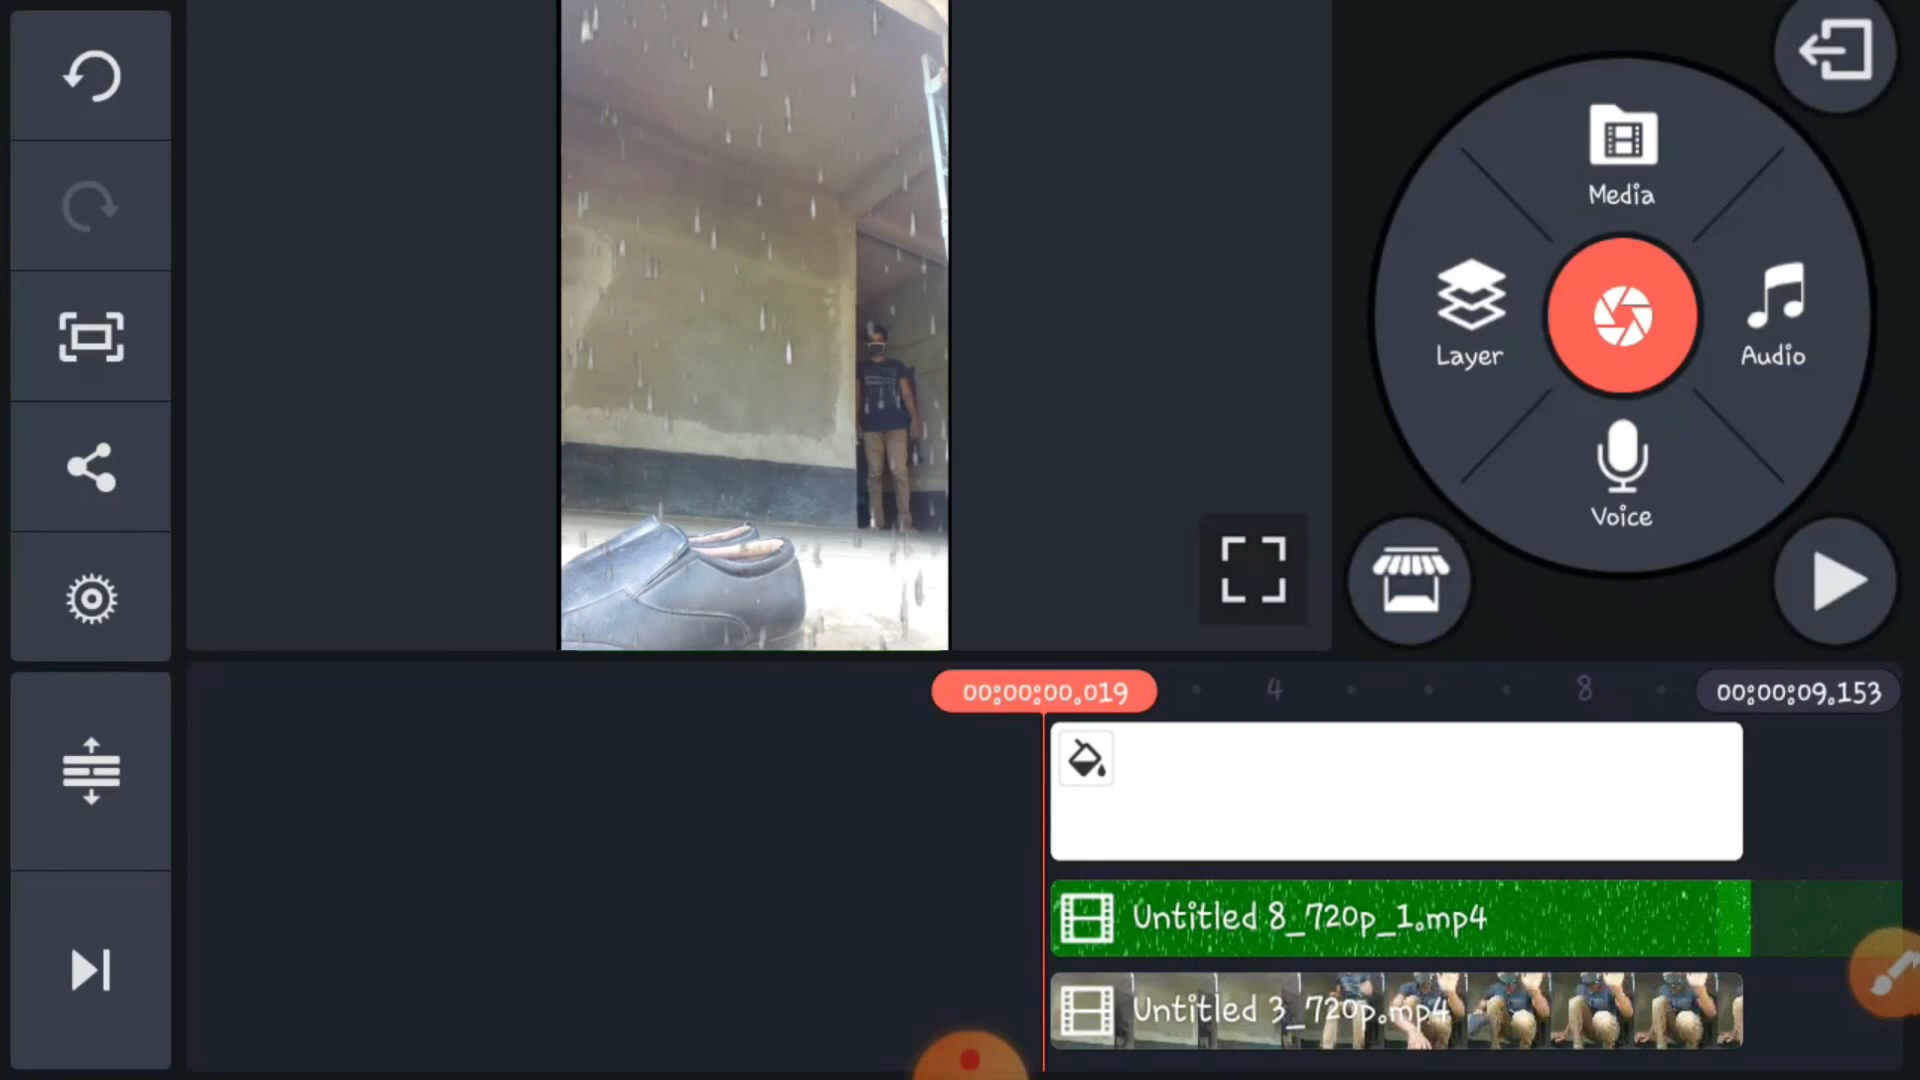 Media
Layer
Audio
Voice
00:00:00.019
4
8
00:00:09.153
Untitled 8_720p_1.mp4
Untitled 3_720p.mp4